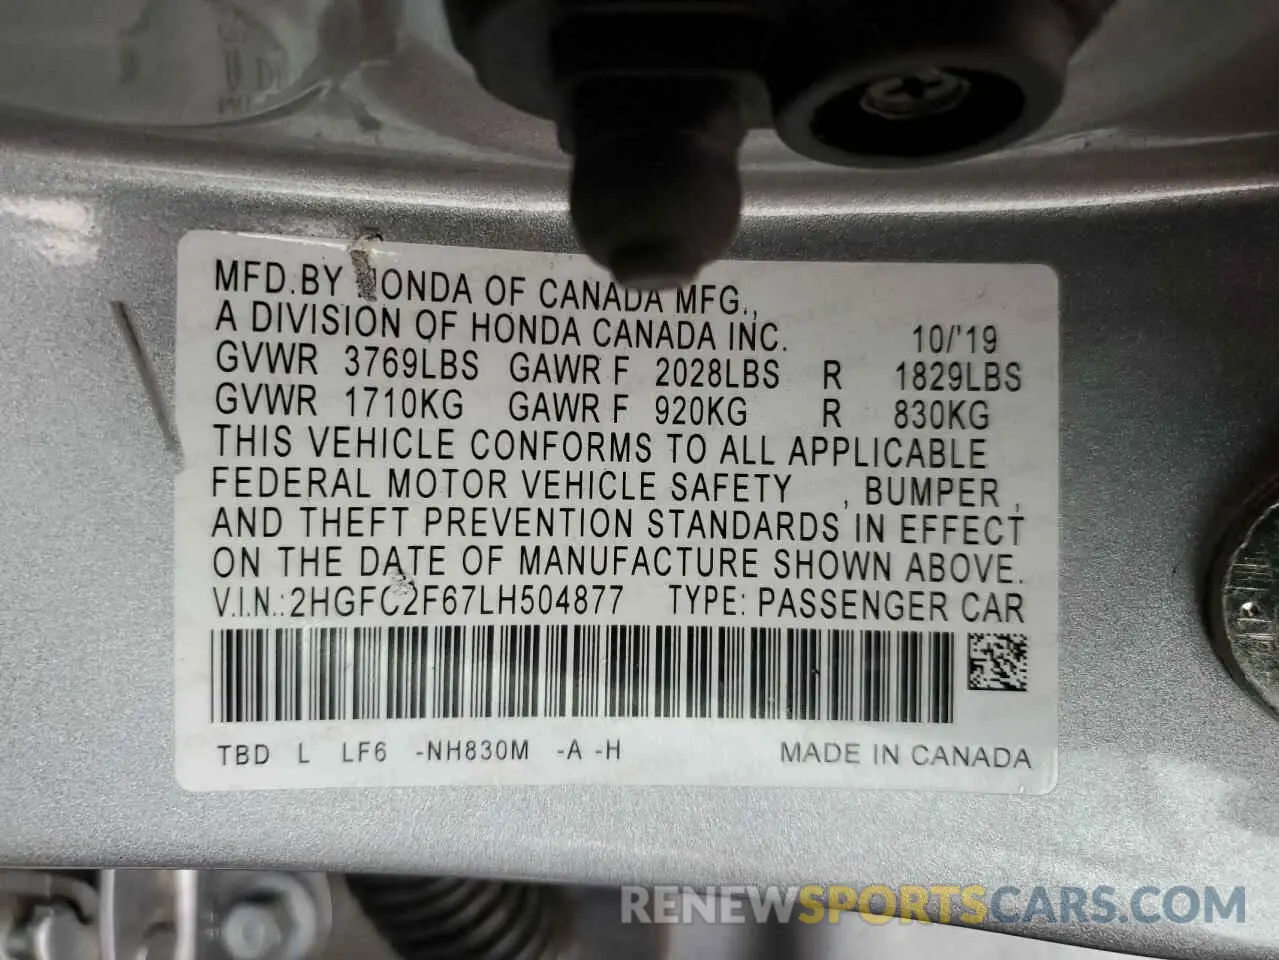 MFD. BY HONDA OF CANADA MFG.,
A DIVISION OF HONDA CANADA INC. 10/'19
GVWR 3769LBS GAWR F 2028LBS R 1829LBS
GVWR 1710KG GAWR F 920KG R 830KG
THIS VEHICLE CONFORMS TO ALL APPLICABLE
FEDERAL MOTOR VEHICLE SAFETY , BUMPER ,
AND THEFT PREVENTION STANDARDS IN EFFECT
ON THE DATE OF MANUFACTURE SHOWN ABOVE.
V.I.N.: 2HGFC2F67LH504877 TYPE: PASSENGER CAR
TBD L LF6 -NH830M -A -H MADE IN CANADA
RENEWSPORTSCARS.COM